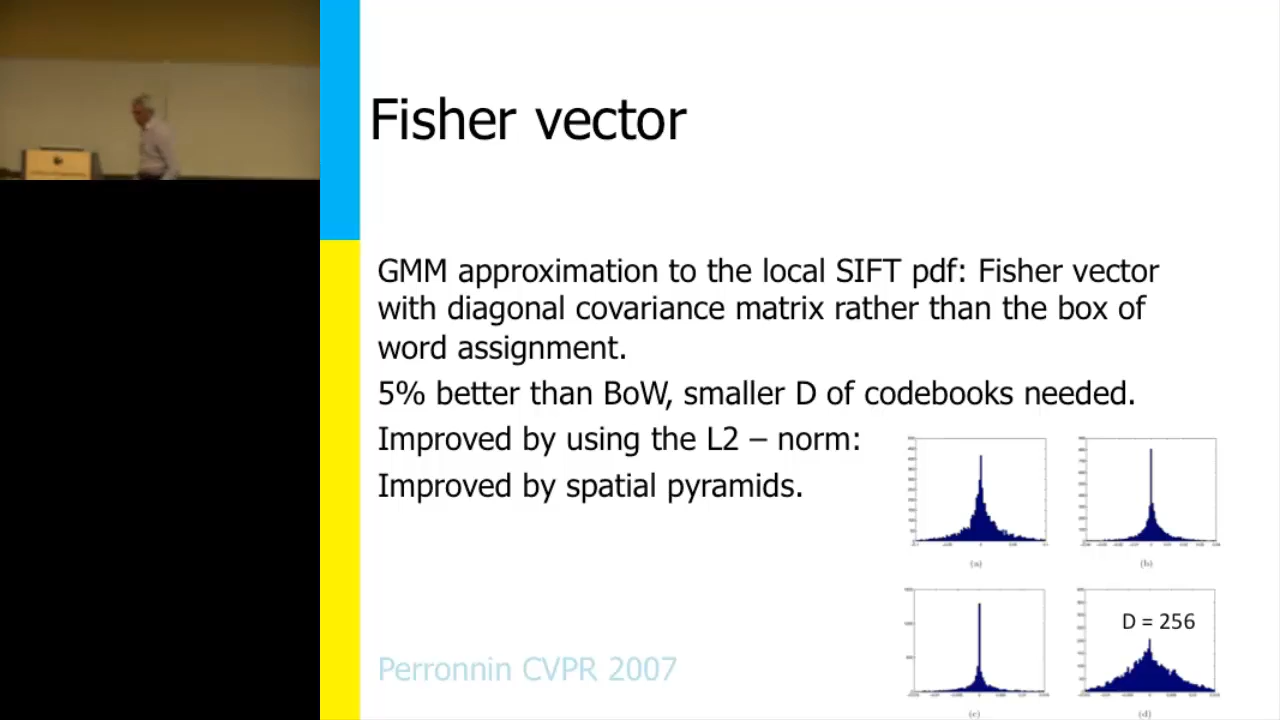 Fisher vector
GMM approximation to the local SIFT pdf: Fisher vector
with diagonal covariance matrix rather than the box of
word assignment.
5% better than BoW, smaller D of codebooks needed.
Improved by using the L2 – norm:
Improved by spatial pyramids.
(a)
(b)
D = 256
(c)
(d)
Perronnin CVPR 2007